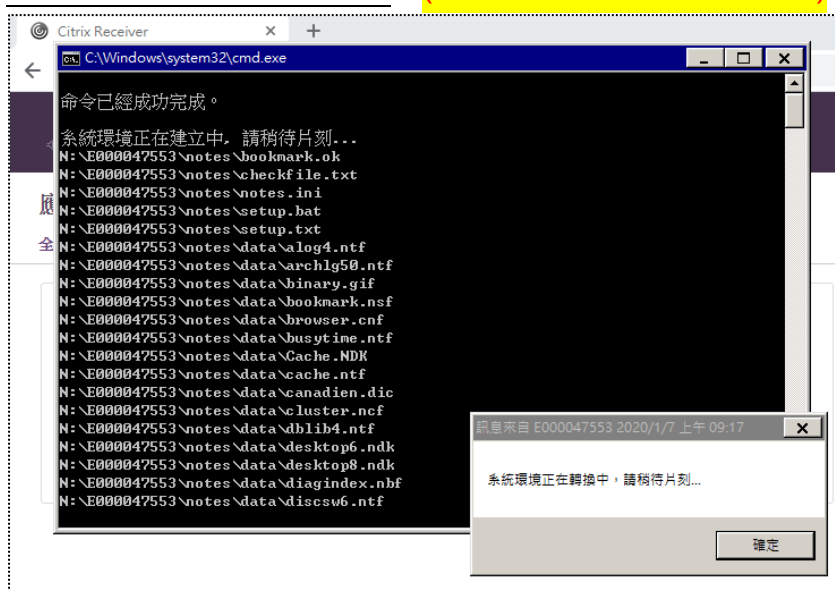 Citrix Receiver
C:\Windows\system32\cmd.exe
命令已經成功完成。
系統環境正在建立中, 請稍待片刻...
N:\E000047553\notes\bookmark.ok
N:\E000047553\notes\checkfile.txt
N:\E000047553\notes\notes.ini
N:\E000047553\notes\setup.bat
N:\E000047553\notes\setup.txt
N:\E000047553\notes\data\alog4.ntf
N:\E000047553\notes\data\archlg50.ntf
N:\E000047553\notes\data\binary.gif
N:\E000047553\notes\data\bookmark.nsf
N:\E000047553\notes\data\browser.cnf
N:\E000047553\notes\data\busytime.ntf
N:\E000047553\notes\data\Cache.NDK
N:\E000047553\notes\data\cache.ntf
N:\E000047553\notes\data\canadien.dic
N:\E000047553\notes\data\cluster.ncf
N:\E000047553\notes\data\dblib4.ntf
N:\E000047553\notes\data\desktop6.ndk
N:\E000047553\notes\data\desktop8.ndk
N:\E000047553\notes\data\diagindex.nbf
N:\E000047553\notes\data\discsw6.ntf
應
全
訊息來自 E000047553 2020/1/7 上午 09:17
系統環境正在轉換中，請稍待片刻...
確定